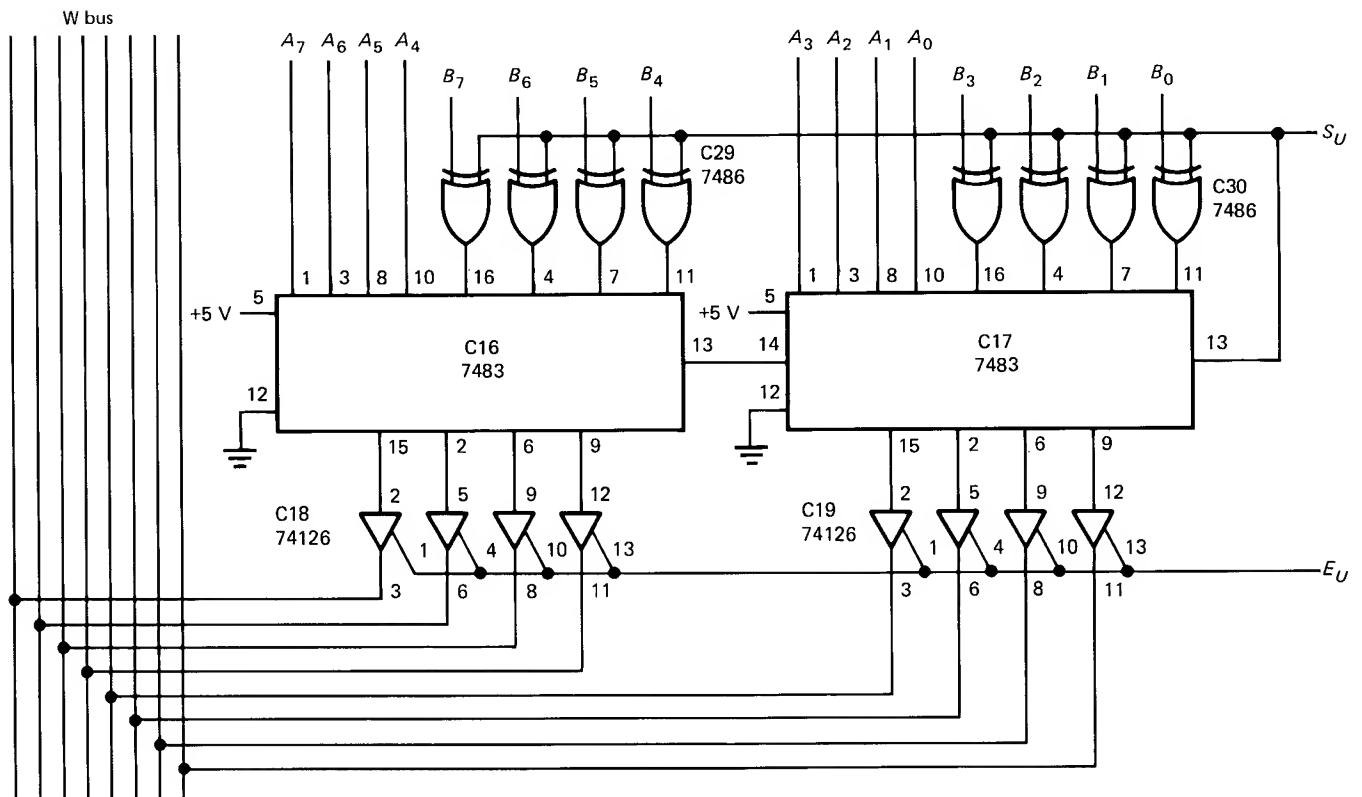 W bus
A7 A6 A5 A4 A3 A2 A1 A0
B7 B6 B5 B4 B3 B2 B1 B0
SU
C29
7486
C30
7486
1 3 8 10 16 4 7 11 1 3 8 10 16 4 7 11
5 5
+5 V +5 V
C16
7483
13 14
C17
7483
13
12 12
15 2 6 9 15 2 6 9
C18
74126
2 5 9 12
C19
74126
2 5 9 12
1 4 10 13 1 4 10 13
EU
3 6 8 11 3 6 8 11